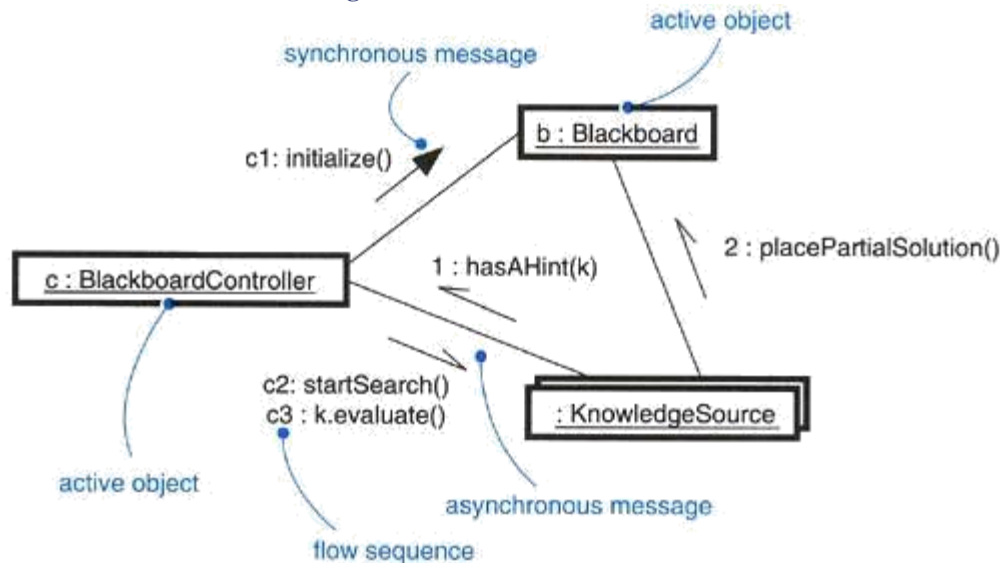 active object
synchronous message
b : Blackboard
c1: initialize()
2 : placePartialSolution()
1 : hasAHint(k)
c : BlackboardController
c2: startSearch()
c3 : k.evaluate()
: KnowledgeSource
active object
asynchronous message
flow sequence